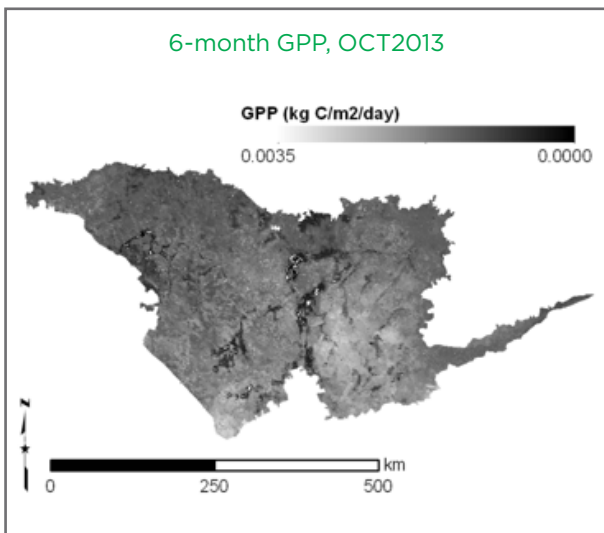 6-month GPP, OCT2013
GPP (kg C/m2/day)
0.0035 0.0000
N
km
0 250 500